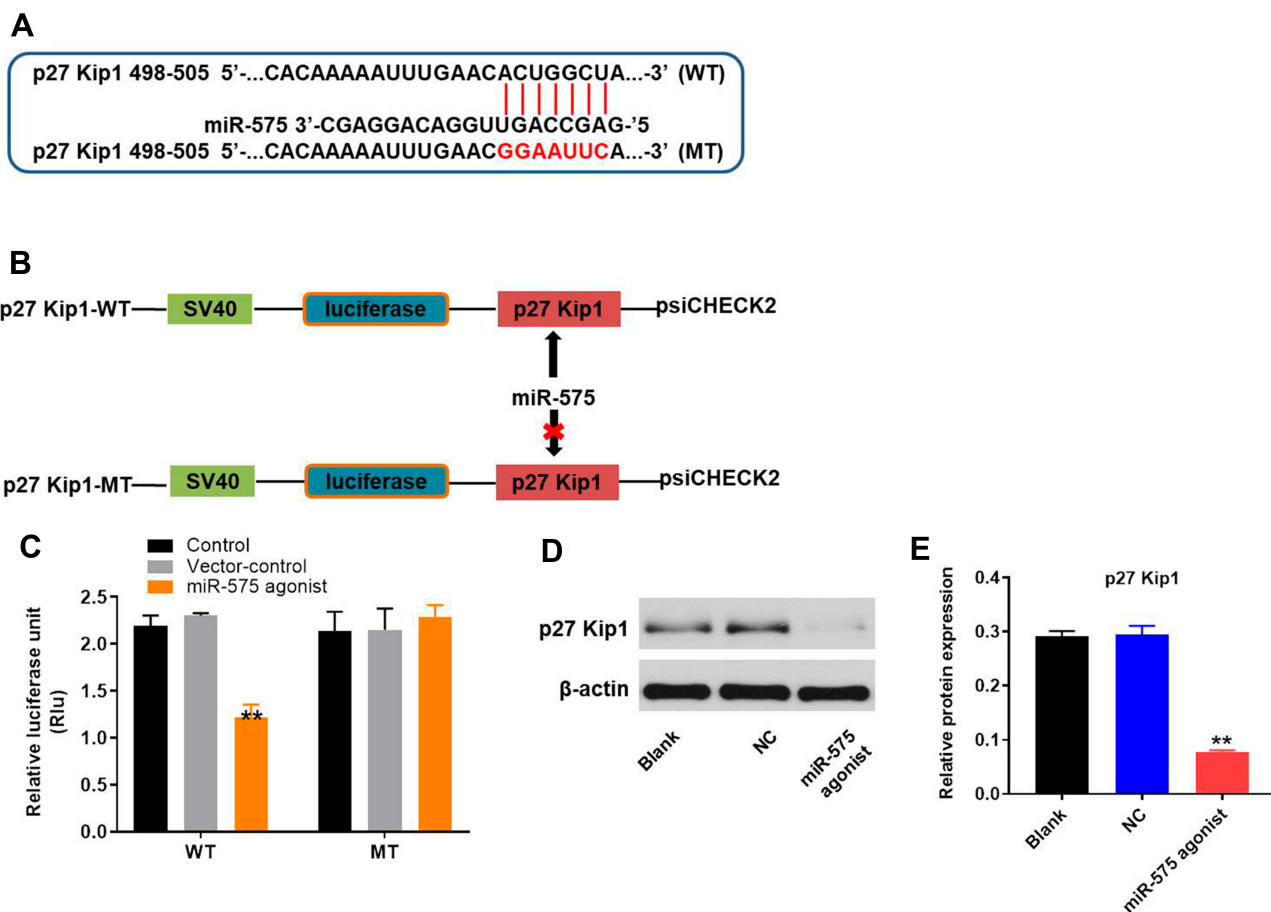 A
p27 Kip1 498-505 5’-...CACAAAAAUUUGAACACUGGCUA...-3’ (WT)
miR-575 3’-CGAGGACAGGUUGACCGAG-’5
p27 Kip1 498-505 5’-...CACAAAAAUUUGAACGGAAUUCA...-3’ (MT)
B
p27 Kip1-WT SV40 luciferase p27 Kip1 psiCHECK2
miR-575
p27 Kip1-MT SV40 luciferase p27 Kip1 psiCHECK2
C
Control
Vector-control
miR-575 agonist
Relative luciferase unit
(Rlu)
2.5
2.0
1.5
1.0
0.5
0.0
**
WT MT
D
p27 Kip1
β-actin
Blank
NC
miR-575
agonist
E
p27 Kip1
Relative protein expression
0.4
0.3
0.2
0.1
0.0
**
Blank
NC
miR-575 agonist